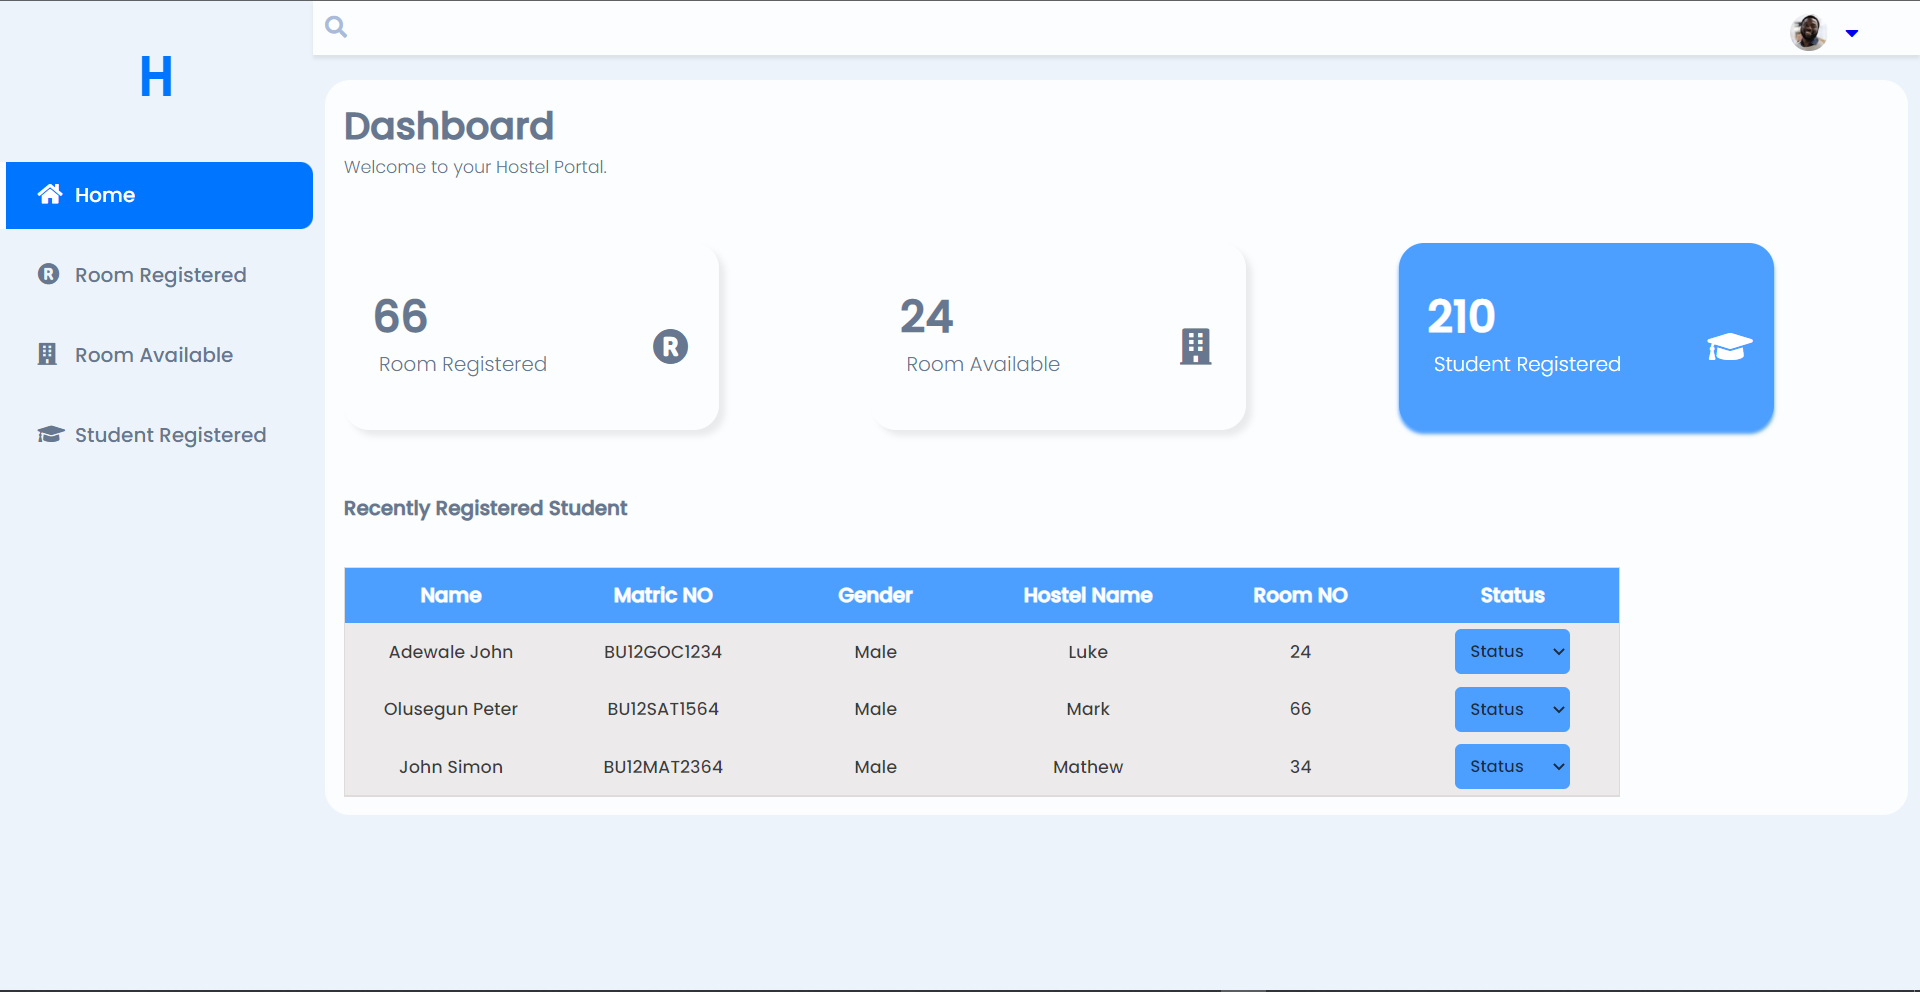 H
Home
Room Registered
Room Available
Student Registered
Dashboard
Welcome to your Hostel Portal.
66
Room Registered
R
24
Room Available
210
Student Registered
Recently Registered Student
Name Matric NO Gender Hostel Name Room NO Status
Adewale John BU12GOC1234 Male Luke 24 Status
Olusegun Peter BU12SAT1564 Male Mark 66 Status
John Simon BU12MAT2364 Male Mathew 34 Status